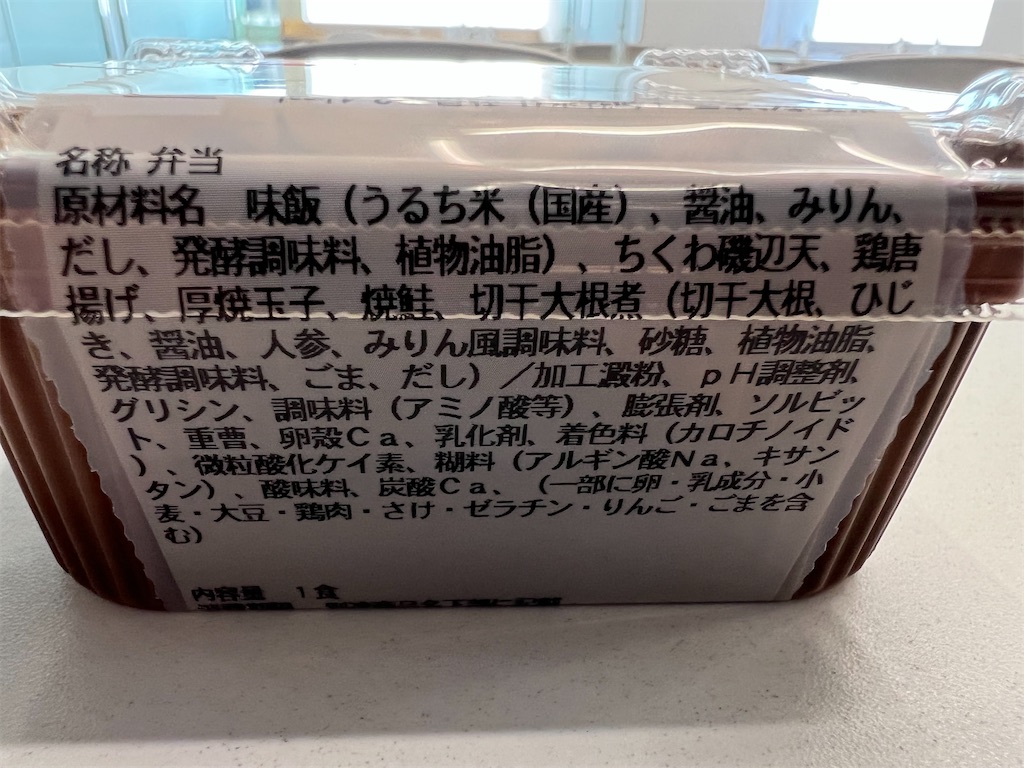 名称 弁当
原材料名　味飯（うるち米（国産）、醤油、みりん、
だし、発酵調味料、植物油脂）、ちくわ磯辺天、鶏唐
揚げ、厚焼玉子、焼鮭、切干大根煮（切干大根、ひじ
き、醤油、人参、みりん風調味料、砂糖、植物油脂、
発酵調味料、ごま、だし）／加工澱粉、ｐＨ調整剤、
グリシン、調味料（アミノ酸等）、膨張剤、ソルビッ
ト、重曹、卵殻Ｃａ、乳化剤、着色料（カロチノイド
）、微粒酸化ケイ素、糊料（アルギン酸Ｎａ、キサン
タン）、酸味料、炭酸Ｃａ、（一部に卵・乳成分・小
麦・大豆・鶏肉・さけ・ゼラチン・りんご・ごまを含
む）
内容量　１食